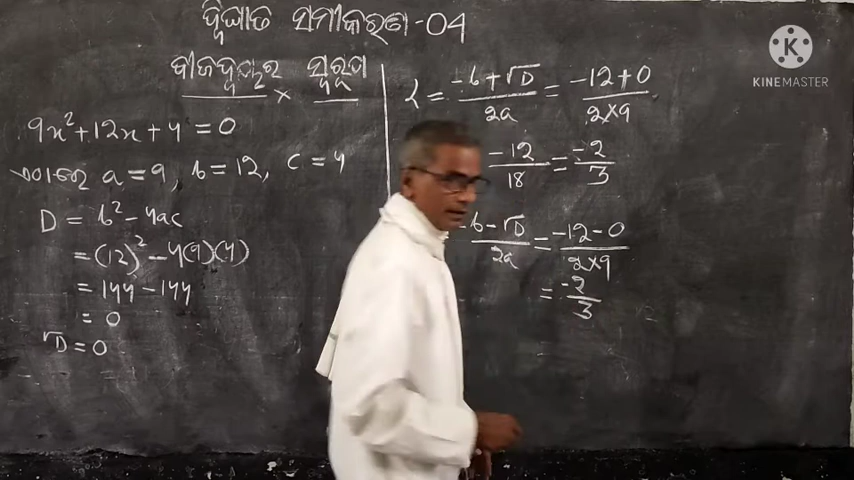 ଦ୍ୱିଘାତ ସମୀକରଣ-04
ବୀଜଦ୍ୱୟର ସ୍ୱରୂପ
9x²+12x+4=0
ଏଠାରେ a=9, b=12, c=4
D = b²-4ac
= (12)²-4(9)(4)
= 144-144
= 0
√D=0
α = -b+√D/2a = -12+0/2×9
-12/18 = -2/3
-b-√D/2a = -12-0/2×9
= -2/3
K
KINEMASTER